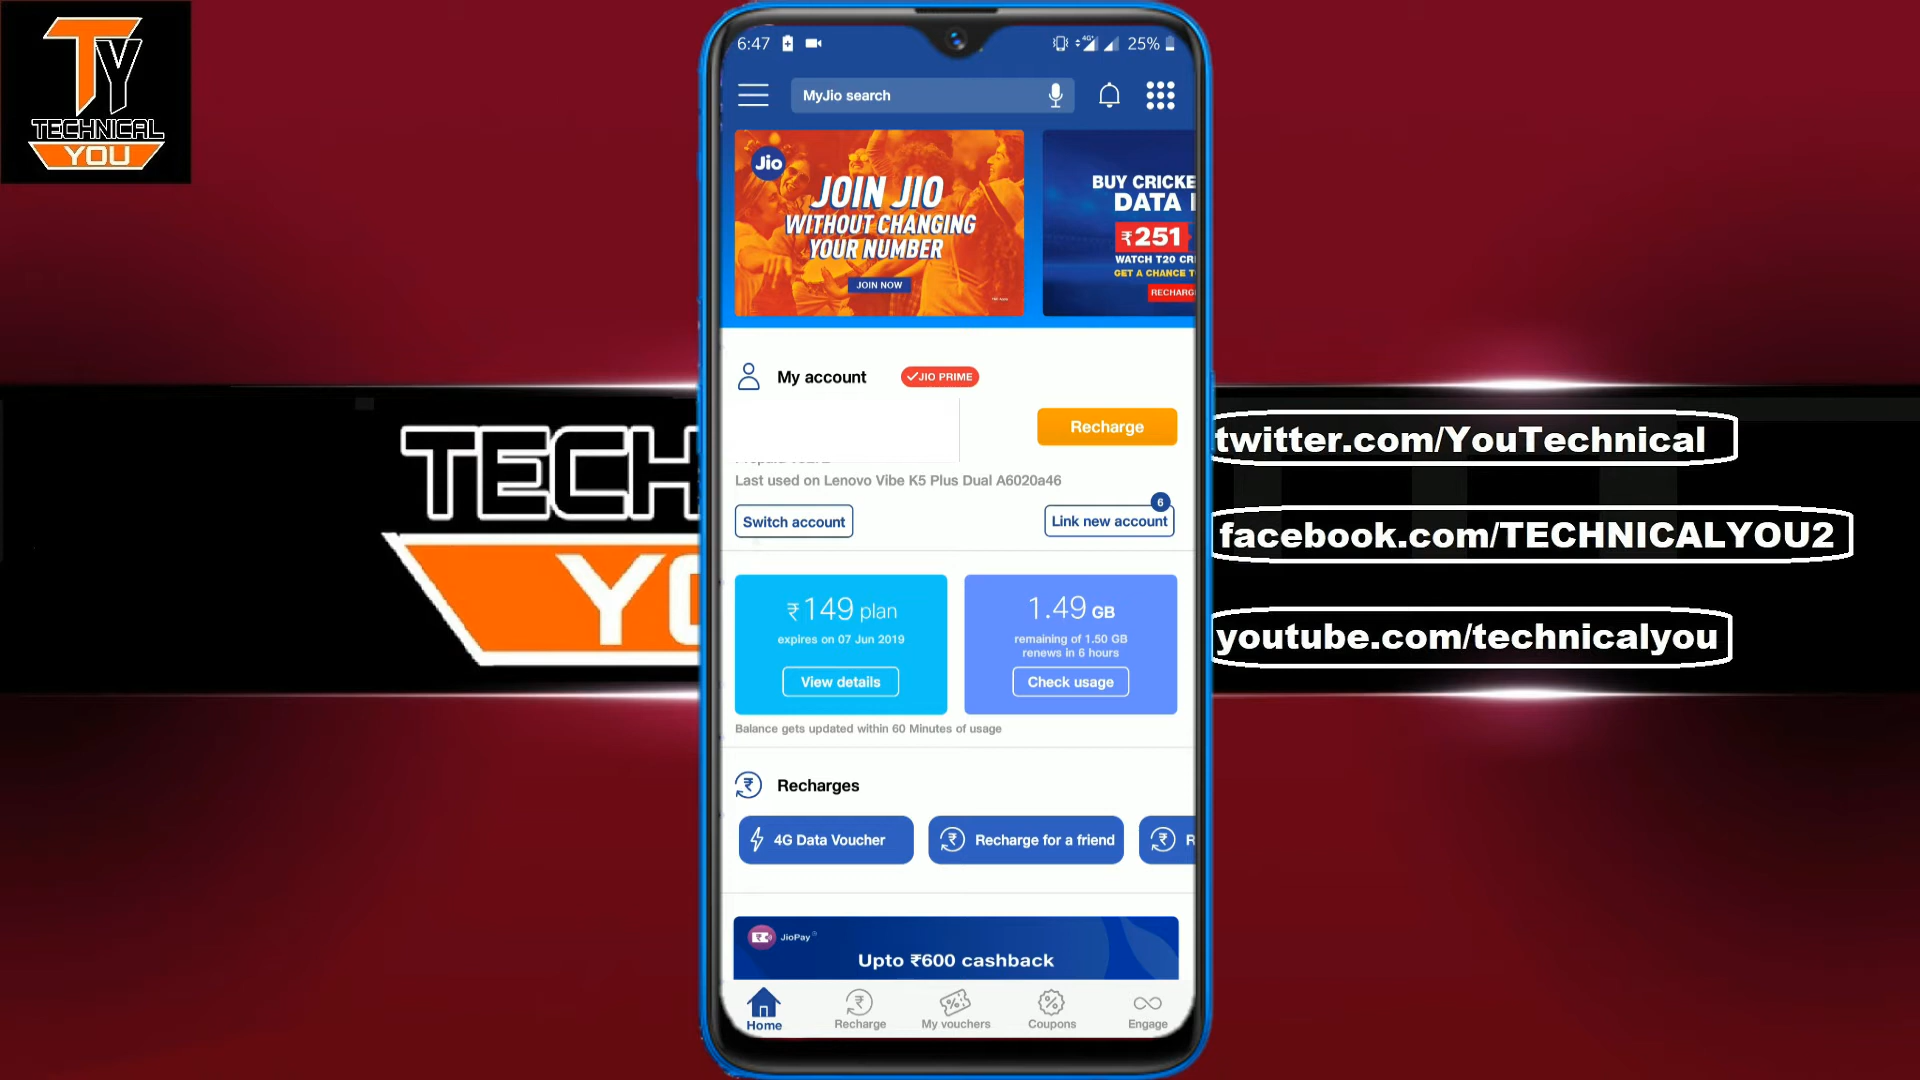 TY
TECHNICAL
YOU
6:47
4G+
25%
MyJio search
Jio
JOIN JIO
WITHOUT CHANGING
YOUR NUMBER
JOIN NOW
BUY CRICKE
DATA
₹251
WATCH T20 CRI
GET A CHANCE T
RECHARG
My account
JIO PRIME
Recharge
Last used on Lenovo Vibe K5 Plus Dual A6020a46
Switch account
6
Link new account
₹149 plan
expires on 07 Jun 2019
View details
1.49 GB
remaining of 1.50 GB
renews in 6 hours
Check usage
Balance gets updated within 60 Minutes of usage
Recharges
4G Data Voucher
Recharge for a friend
R
JioPay
Upto ₹600 cashback
Home
Recharge
My vouchers
Coupons
Engage
TECH
YO
twitter.com/YouTechnical
facebook.com/TECHNICALYOU2
youtube.com/technicalyou